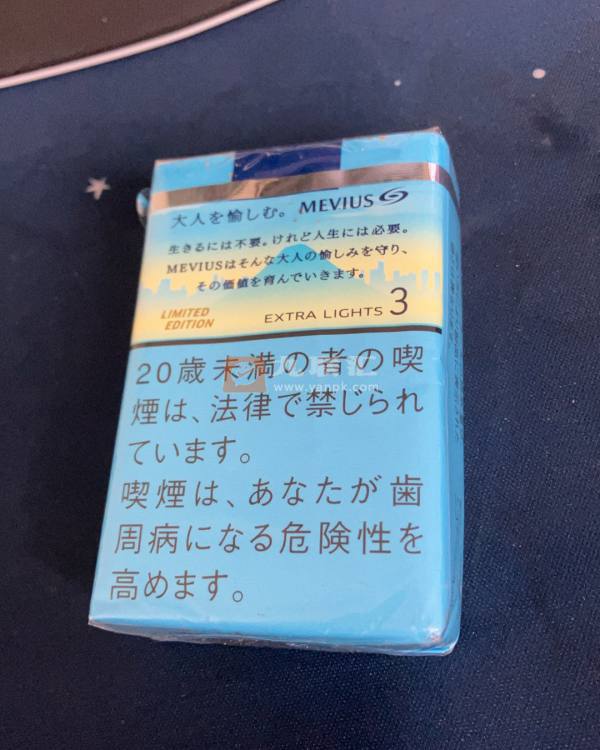 大人を愉しむ。 MEVIUS
生きるには不要。けれど人生には必要。
MEVIUSはそんな大人の愉しみを守り、
その価値を育んでいきます。
LIMITED
EDITION
EXTRA LIGHTS 3
20歳未満の者の喫
煙は、法律で禁じられ
ています。
喫煙は、あなたが歯
周病になる危険性を
高めます。
www.yanpk.com